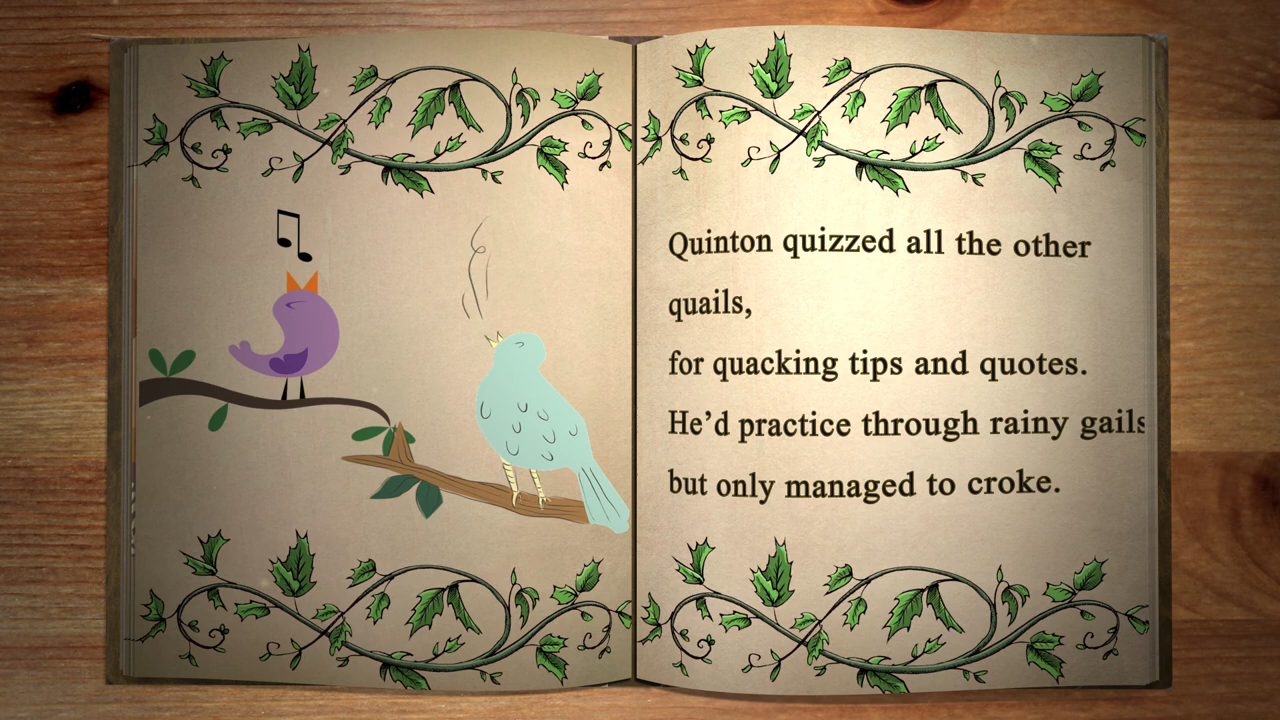 Quinton quizzed all the other
quails,
for quacking tips and quotes.
He’d practice through rainy gails
but only managed to croke.